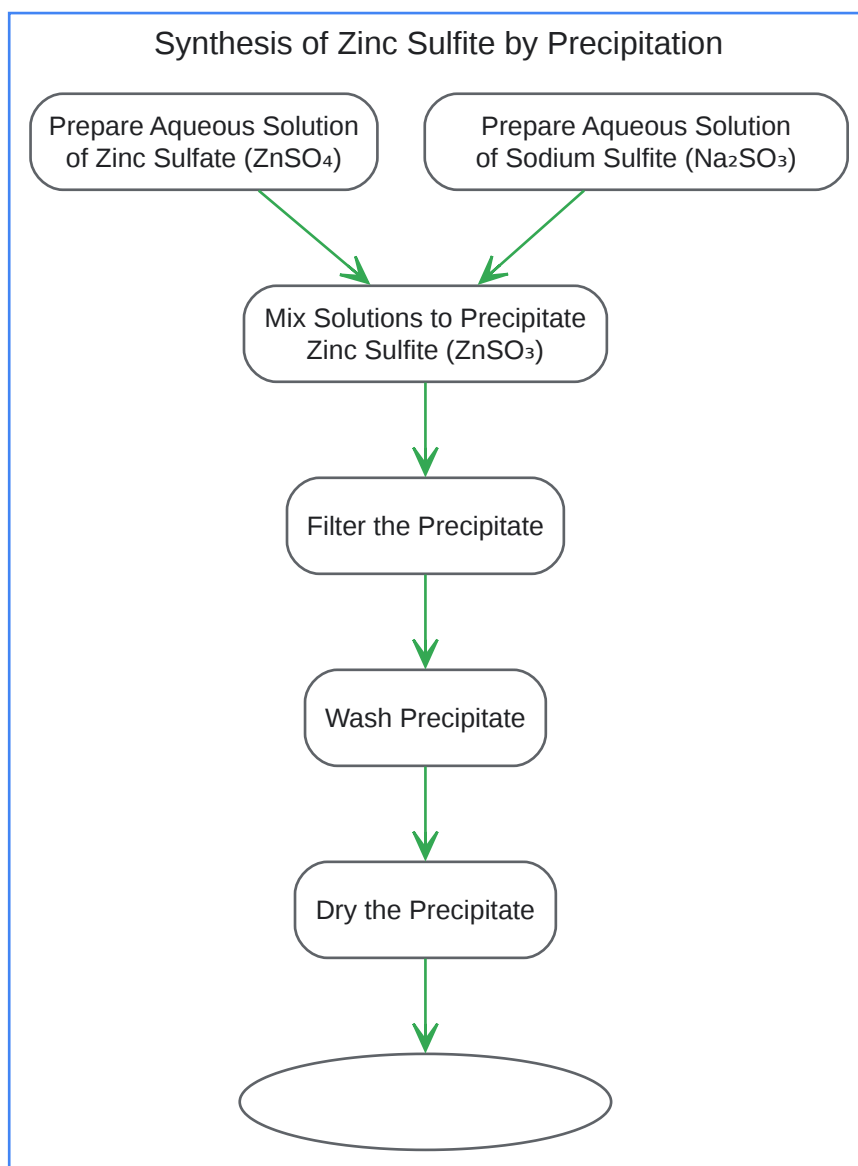 Synthesis of Zinc Sulfite by Precipitation
Prepare Aqueous Solution
of Zinc Sulfate (ZnSO₄)
Prepare Aqueous Solution
of Sodium Sulfite (Na₂SO₃)
Mix Solutions to Precipitate
Zinc Sulfite (ZnSO₃)
Filter the Precipitate
Wash Precipitate
Dry the Precipitate